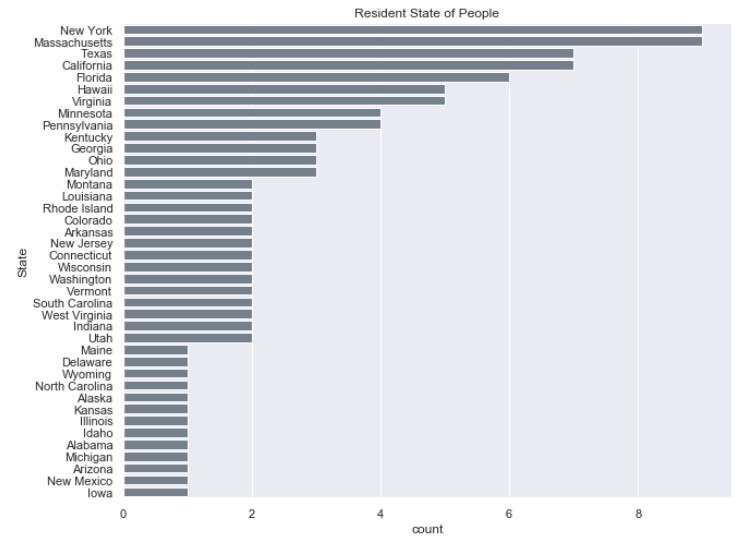 Resident State of People
New York
Massachusetts
Texas
California
Florida
Hawaii
Virginia
Minnesota
Pennsylvania
Kentucky
Georgia
Ohio
Maryland
Montana
Louisiana
Rhode Island
Colorado
Arkansas
New Jersey
Connecticut
Wisconsin
Washington
Vermont
South Carolina
West Virginia
Indiana
Utah
Maine
Delaware
Wyoming
North Carolina
Alaska
Kansas
Illinois
Idaho
Alabama
Michigan
Arizona
New Mexico
Iowa
State
0 2 4 6 8
count